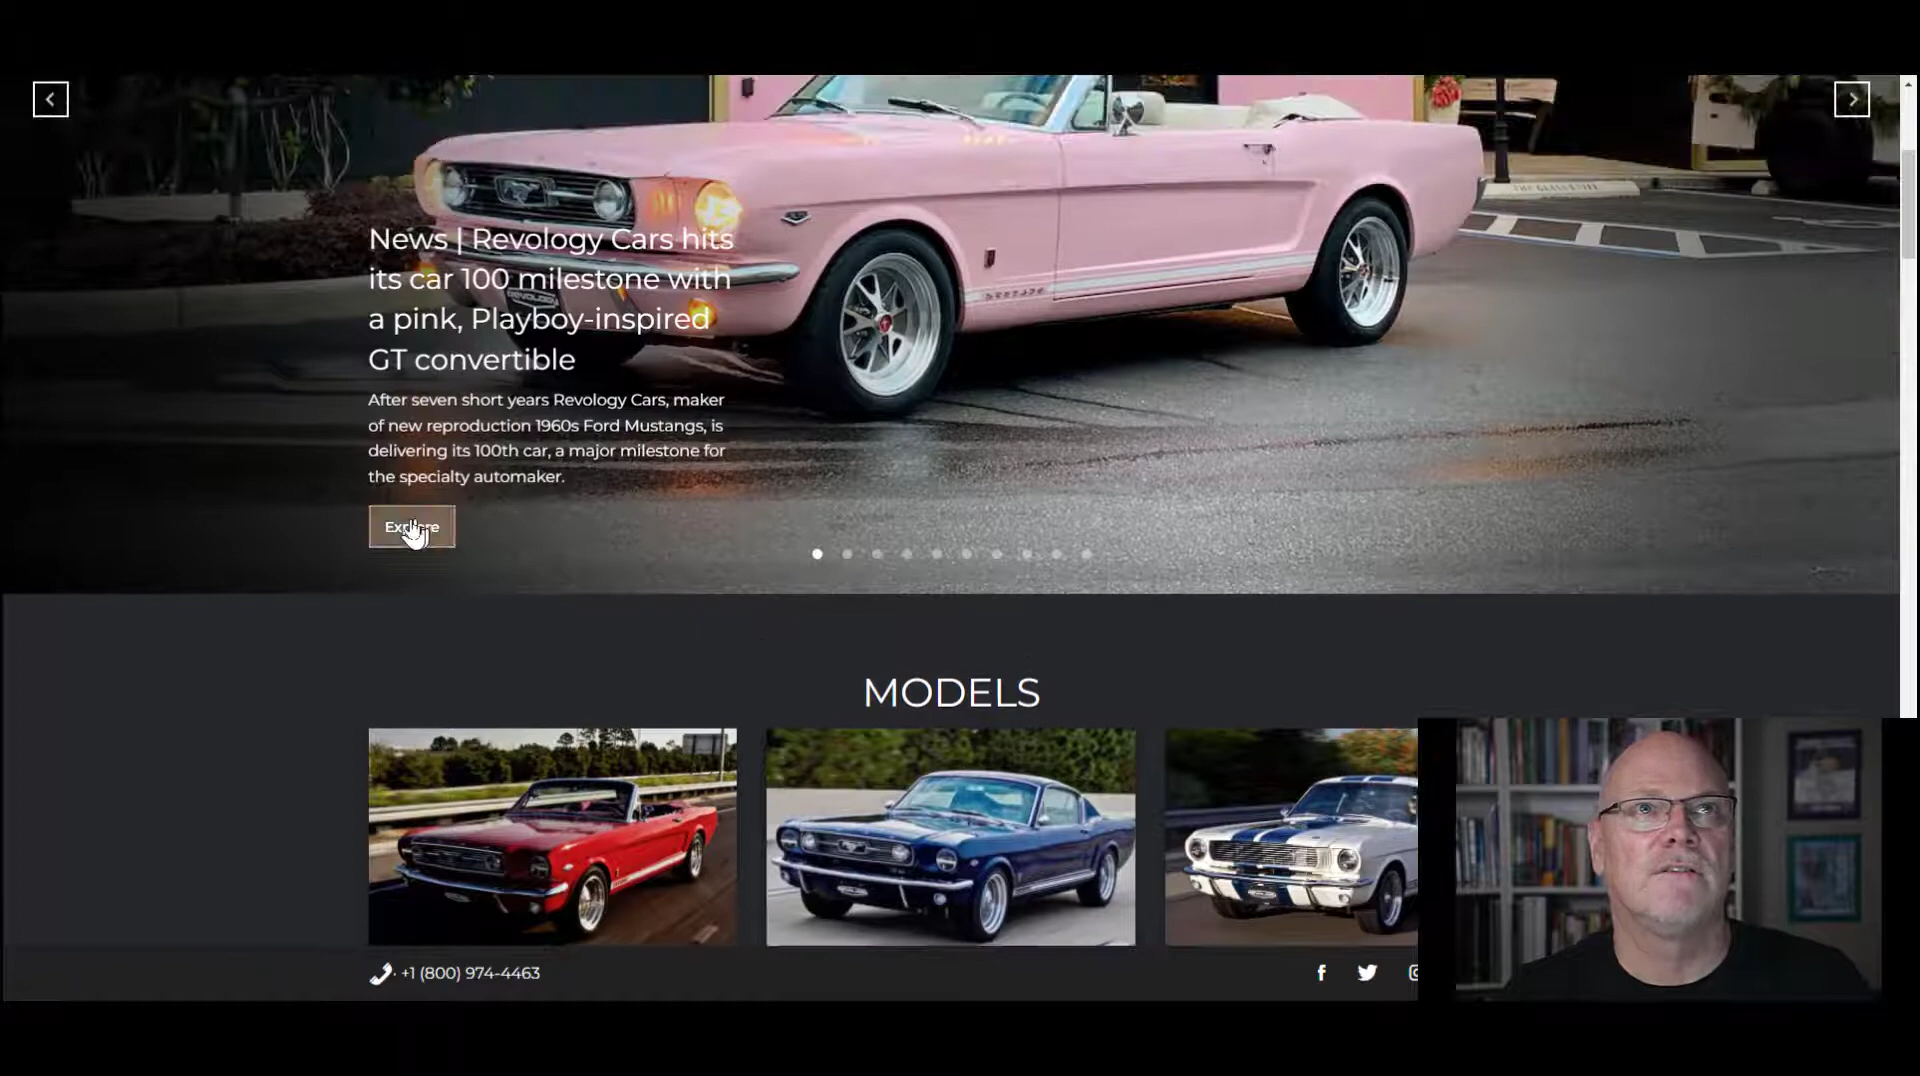 News | Revology Cars hits
its car 100 milestone with
a pink, Playboy-inspired
GT convertible
After seven short years Revology Cars, maker
of new reproduction 1960s Ford Mustangs, is
delivering its 100th car, a major milestone for
the specialty automaker.
Explore
MODELS
+1 (800) 974-4463